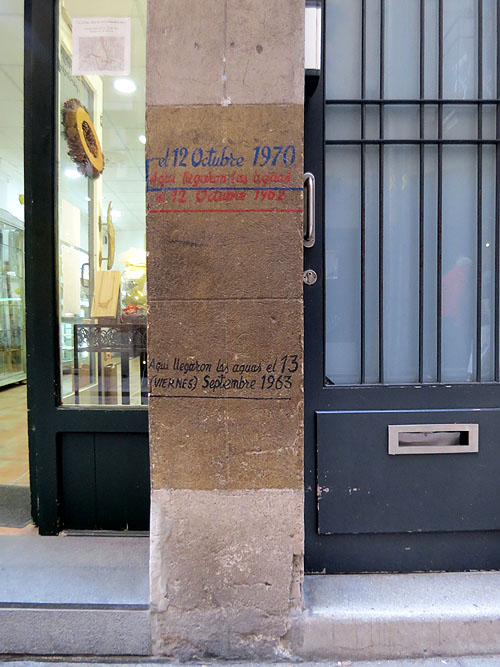 el 12 Octubre 1970
Aqui llegaron las aguas
el 12 Octubre 1962
Aqui llegaron las aguas el 13
(VIERNES) Septiembre 1963